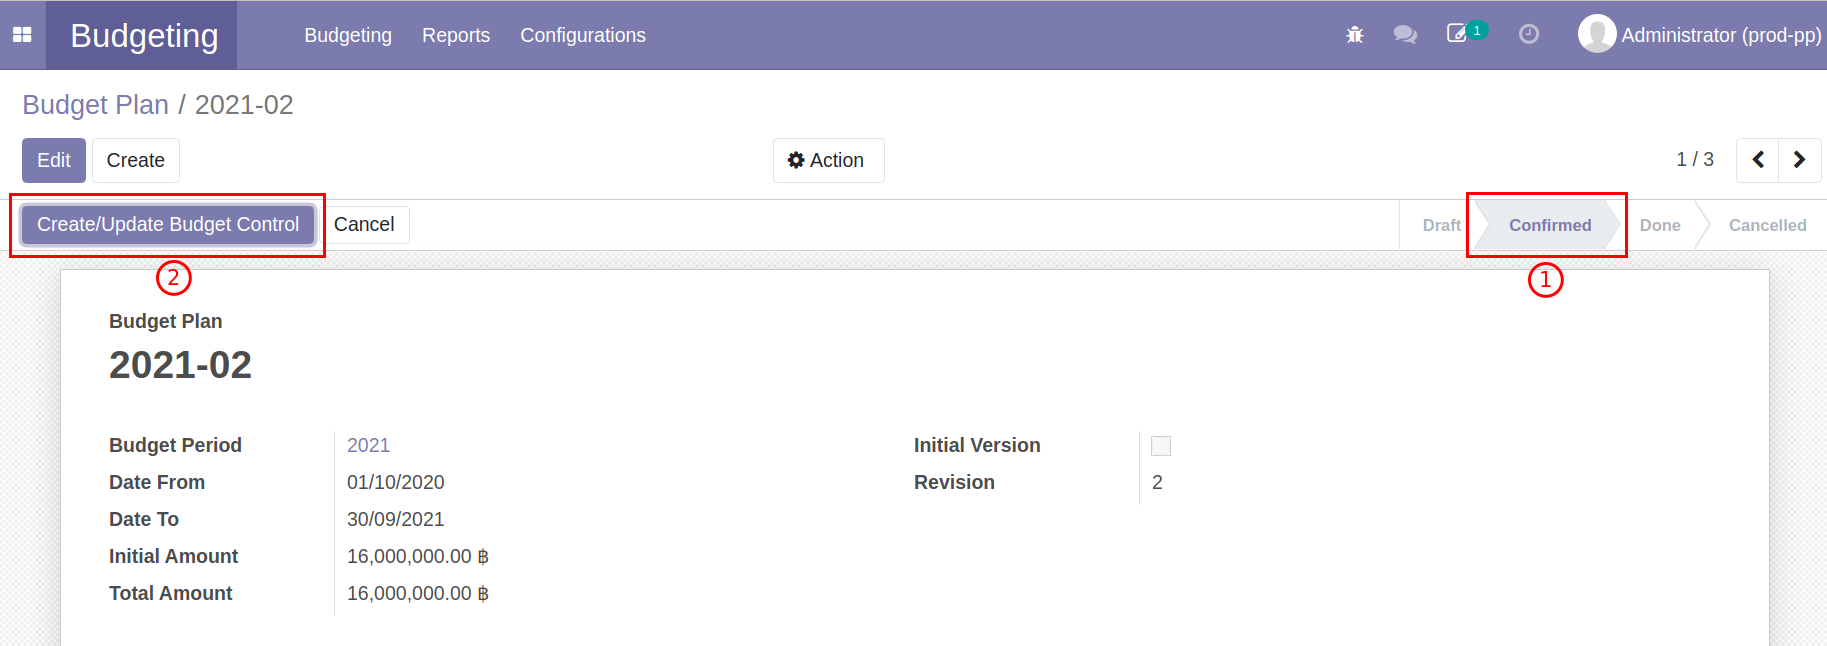 Budgeting Budgeting Reports Configurations 1 Administrator (prod-pp)
Budget Plan / 2021-02
Edit Create Action 1 / 3
Create/Update Budget Control Cancel Draft Confirmed Done Cancelled
2 1
Budget Plan
2021-02
Budget Period 2021 Initial Version
Date From 01/10/2020 Revision 2
Date To 30/09/2021
Initial Amount 16,000,000.00 ฿
Total Amount 16,000,000.00 ฿